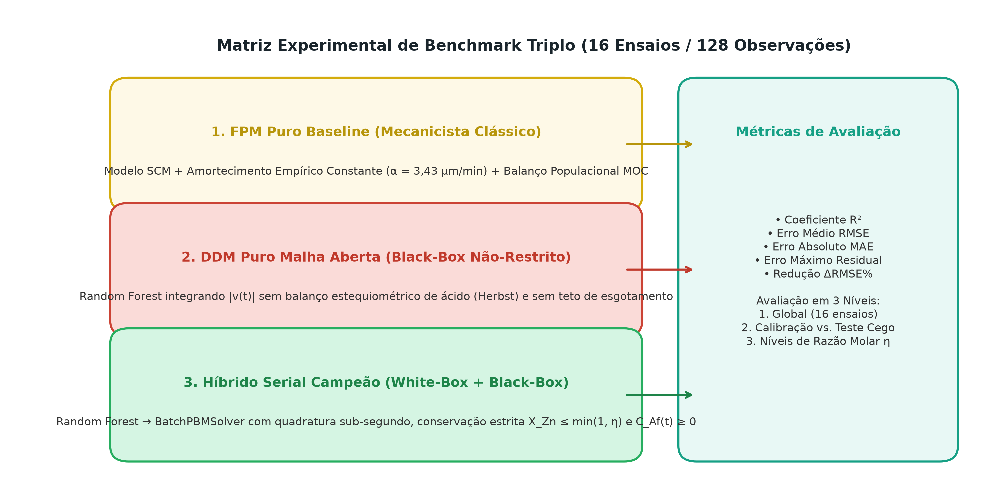 Matriz Experimental de Benchmark Triplo (16 Ensaios / 128 Observações)
1. FPM Puro Baseline (Mecanicista Clássico)
Modelo SCM + Amortecimento Empírico Constante (α = 3,43 μm/min) + Balanço Populacional MOC
2. DDM Puro Malha Aberta (Black-Box Não-Restrito)
Random Forest integrando |v(t)| sem balanço estequiométrico de ácido (Herbst) e sem teto de esgotamento
3. Híbrido Serial Campeão (White-Box + Black-Box)
Random Forest → BatchPBMSolver com quadratura sub-segundo, conservação estrita X_Zn ≤ min(1, η) e C_Af(t) ≥ 0
Métricas de Avaliação
• Coeficiente R²
• Erro Médio RMSE
• Erro Absoluto MAE
• Erro Máximo Residual
• Redução ΔRMSE%
Avaliação em 3 Níveis:
1. Global (16 ensaios)
2. Calibração vs. Teste Cego
3. Níveis de Razão Molar η